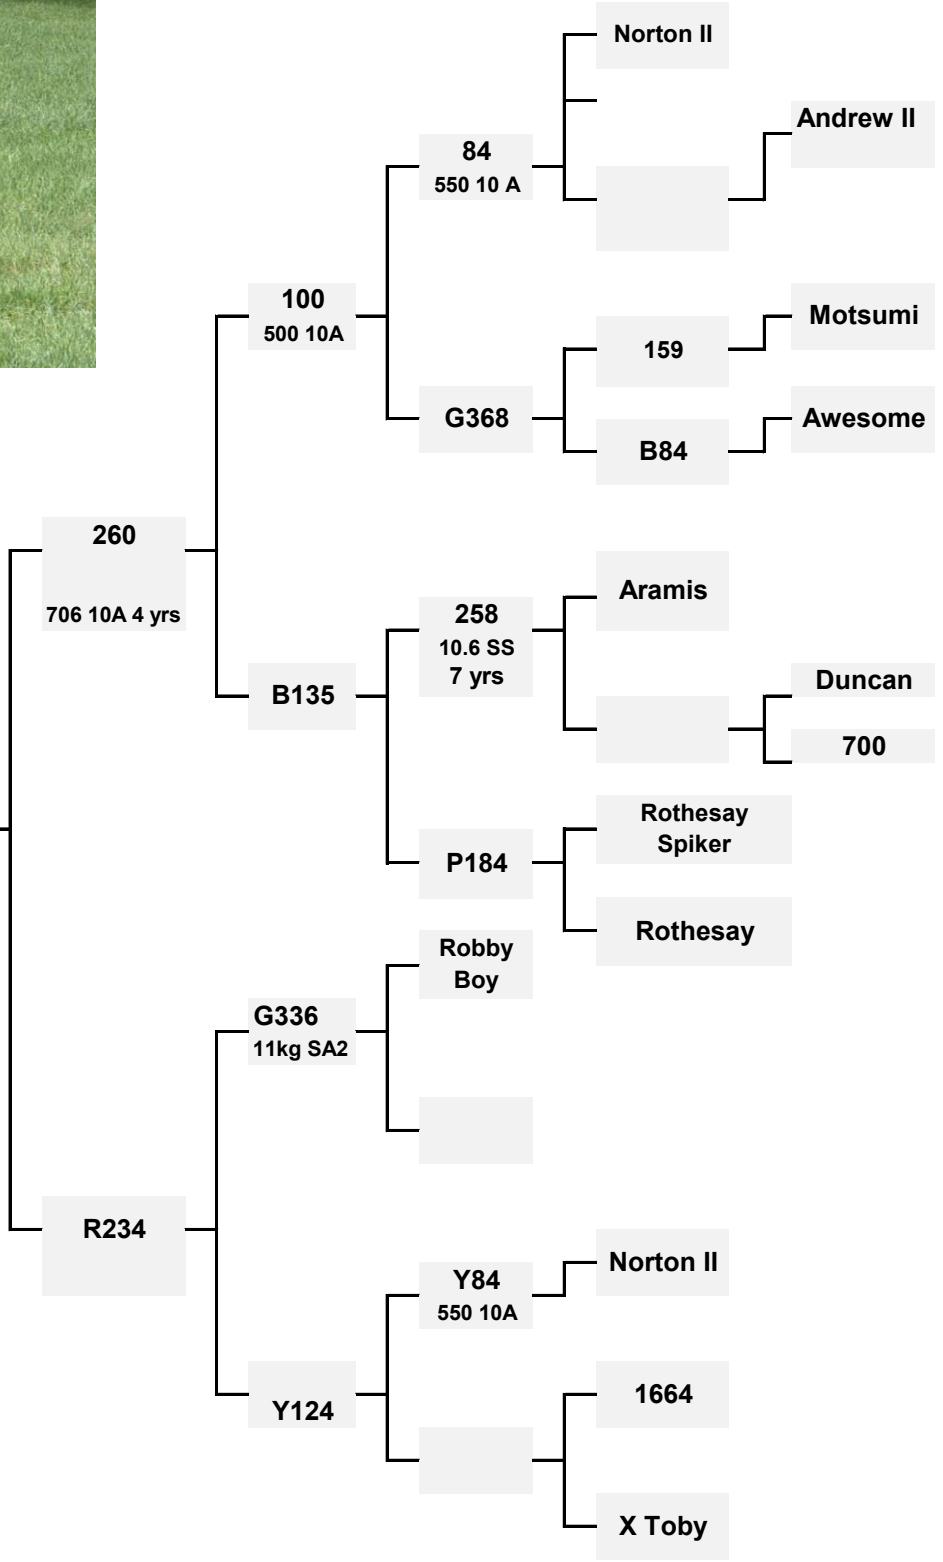 Norton II
Andrew II
84
550 10 A
100
500 10A
Motsumi
159
G368
Awesome
B84
260
706 10A 4 yrs
Aramis
258
10.6 SS
7 yrs
B135
Duncan
700
Rothesay
Spiker
P184
Rothesay
Robby
Boy
G336
11kg SA2
R234
Norton II
Y84
550 10A
1664
Y124
X Toby